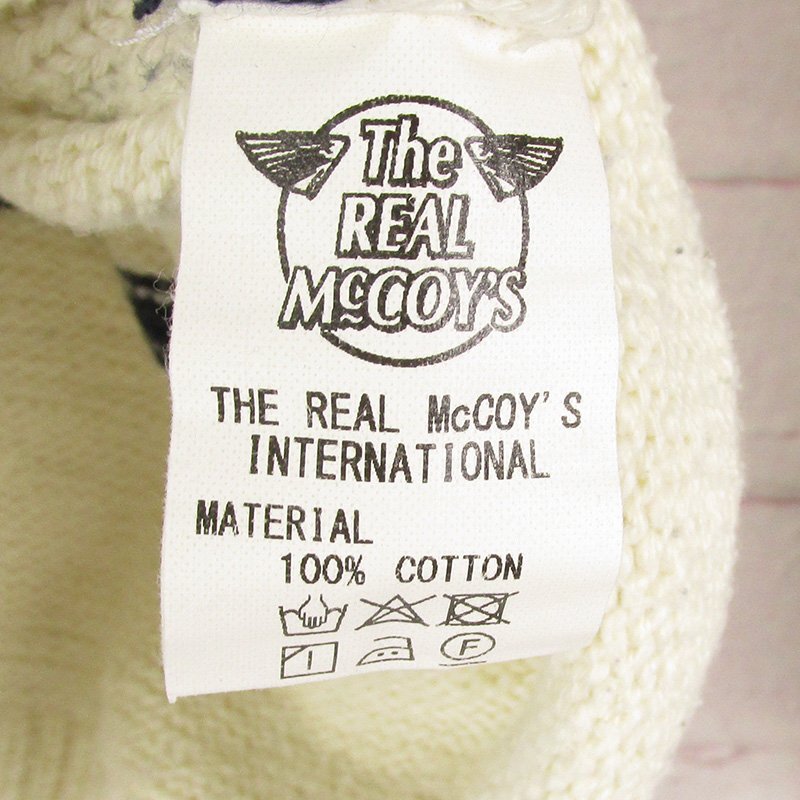 The
REAL
McCOY'S
THE REAL McCOY'S
INTERNATIONAL
MATERIAL
100% COTTON
F